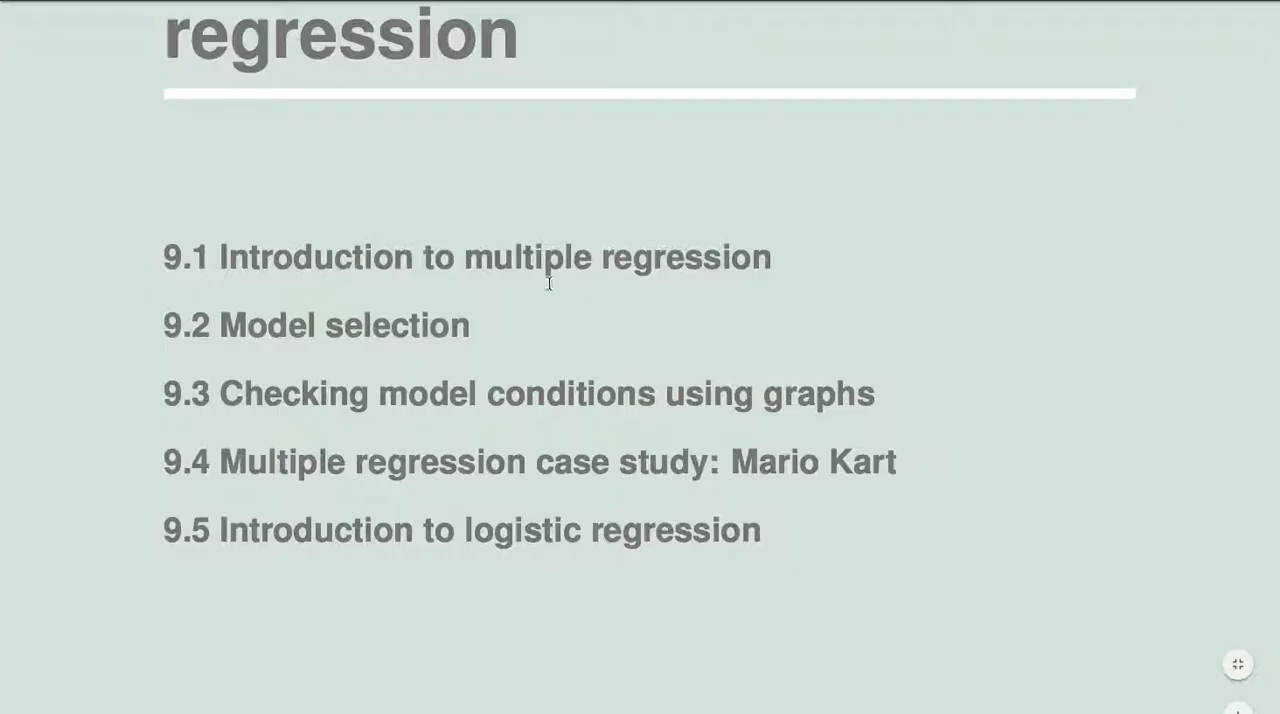 regression
9.1 Introduction to multiple regression
9.2 Model selection
9.3 Checking model conditions using graphs
9.4 Multiple regression case study: Mario Kart
9.5 Introduction to logistic regression